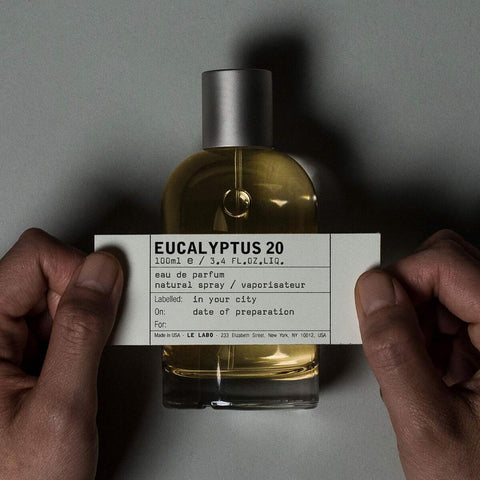 EUCALYPTUS 20
100ml e / 3.4 FL.OZ.LIQ.
eau de parfum
natural spray / vaporisateur
Labelled: in your city
On: date of preparation
For:
Made in USA - LE LABO - 233 Elizabeth Street, New York, NY 10012, USA